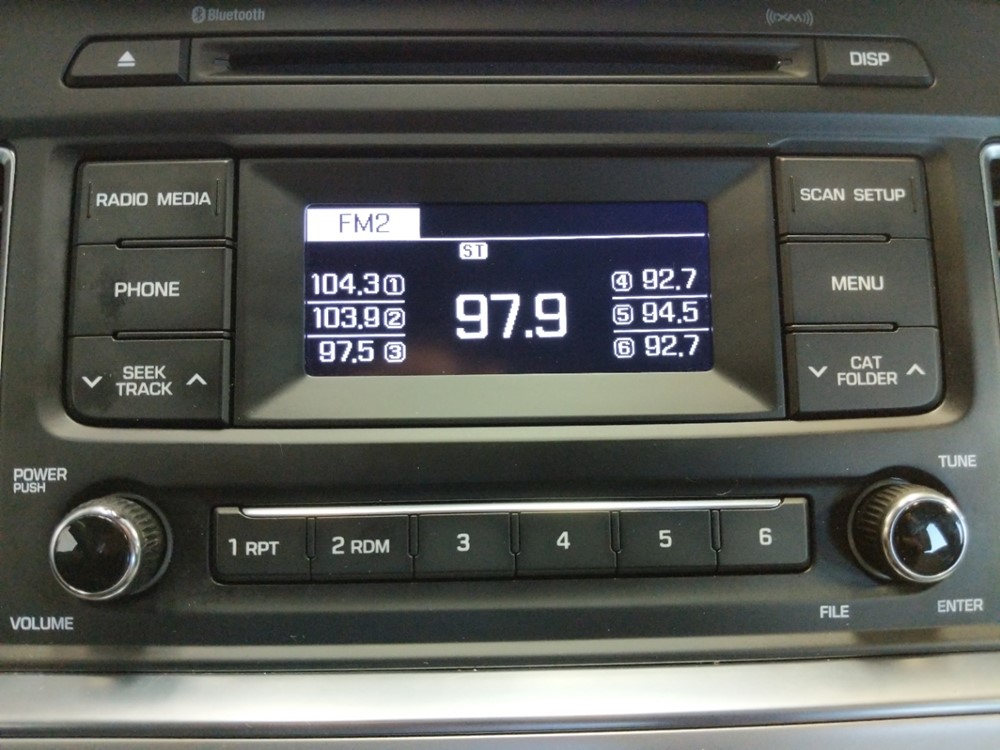 Bluetooth
((XM))
DISP
RADIO MEDIA
SCAN SETUP
FM2
ST
PHONE
MENU
104.3 1
97.9
4 92.7
103.9 2
5 94.5
97.5 3
6 92.7
SEEK
TRACK
CAT
FOLDER
POWER
PUSH
TUNE
1 RPT
2 RDM
3
4
5
6
VOLUME
FILE
ENTER